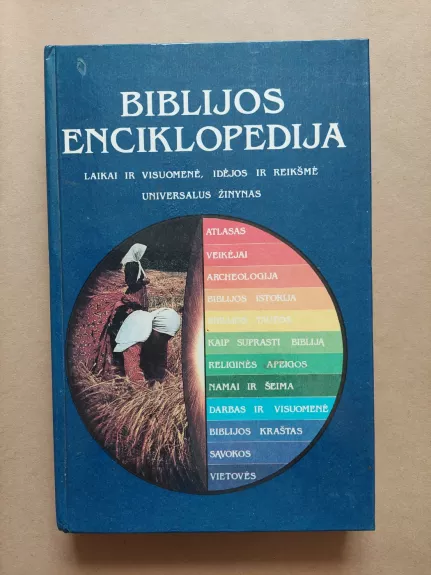 BIBLIJOS
ENCIKLOPEDIJA
LAIKAI IR VISUOMENĖ, IDĖJOS IR REIKŠMĖ
UNIVERSALUS ŽINYNAS
ATLASAS
VEIKĖJAI
ARCHEOLOGIJA
BIBLIJOS ISTORIJA
KAIP SUPRASTI BIBLIJĄ
RELIGINĖS APEIGOS
NAMAI IR ŠEIMA
DARBAS IR VISUOMENĖ
BIBLIJOS KRAŠTAS
SĄVOKOS
VIETOVĖS